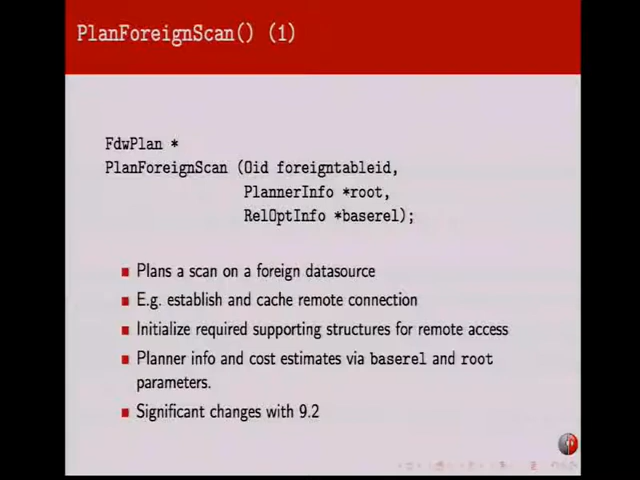 PlanForeignScan() (1)
FdwPlan *
PlanForeignScan (Oid foreigntableid,
PlannerInfo *root,
RelOptInfo *baserel);
Plans a scan on a foreign datasource
E.g. establish and cache remote connection
Initialize required supporting structures for remote access
Planner info and cost estimates via baserel and root
parameters.
Significant changes with 9.2